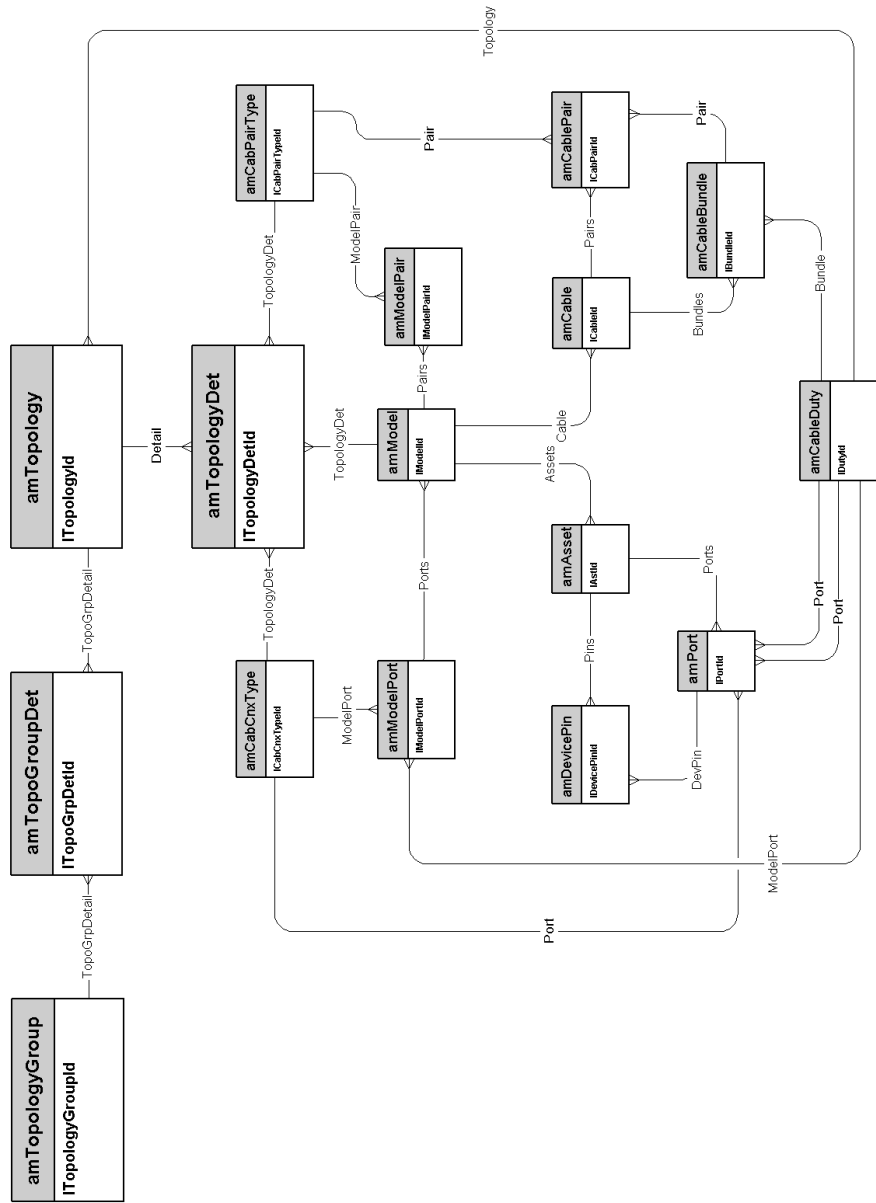 amTopologyGroup
lTopologyGroupId
TopoGrpDetail
amTopoGroupDet
lTopoGrpDetId
TopoGrpDetail
amTopology
lTopologyId
Topology
Detail
amCabCnxType
lCabCnxTypeId
TopologyDet
amTopologyDet
lTopologyDetId
TopologyDet
amCabPairType
lCabPairTypeId
ModelPort
TopologyDet
ModelPair
Pair
amModelPort
lModelPortId
Ports
amModel
lModelId
Pairs
amModelPair
lModelPairId
Port
Assets
Cable
amDevicePin
lDevicePinId
Pins
amAsset
lAstId
amCable
lCableId
Pairs
amCablePair
lCabPairId
DevPin
Ports
Bundles
Pair
amPort
lPortId
amCableBundle
lBundleId
ModelPort
Port
Port
Bundle
amCableDuty
lDutyId